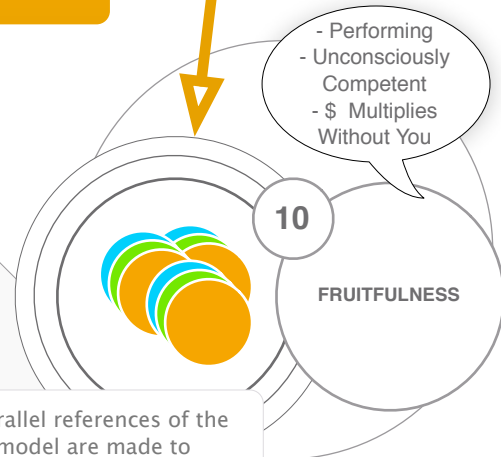 - Performing
- Unconsciously
Competent
- $  Multiplies
Without You
10
FRUITFULNESS
rallel references of the
model are made to